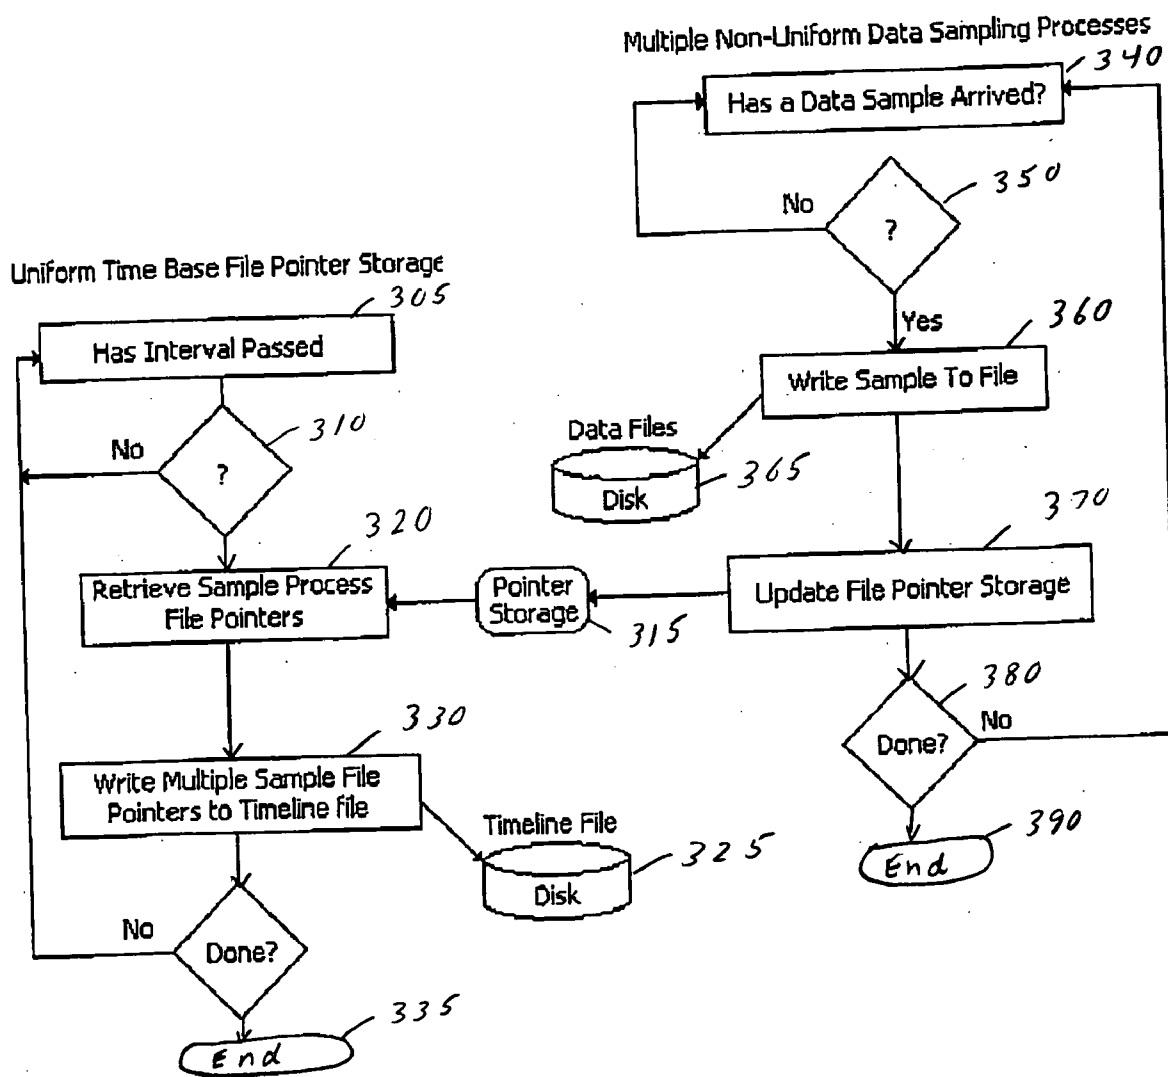 Multiple Non-Uniform Data Sampling Processes
340
Has a Data Sample Arrived?
350
No
?
Yes
360
Write Sample To File
Data Files
365
Disk
370
Update File Pointer Storage
380
Done?
No
390
End
Uniform Time Base File Pointer Storage
305
Has Interval Passed
310
No
?
320
Retrieve Sample Process
File Pointers
Pointer
Storage
315
330
Write Multiple Sample File
Pointers to Timeline file
Timeline File
325
Disk
No
Done?
335
End